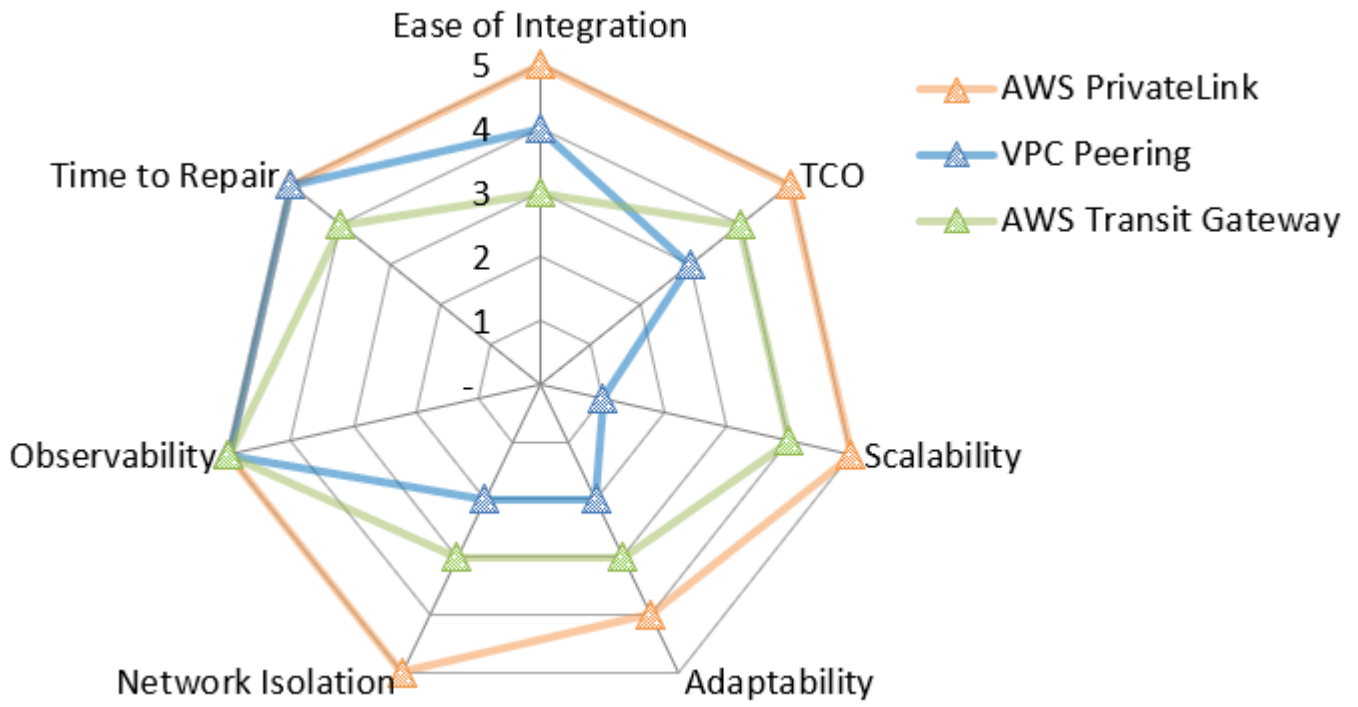 Ease of Integration
5
4
3
2
1
-
AWS PrivateLink
VPC Peering
AWS Transit Gateway
Time to Repair
TCO
Observability
Scalability
Network Isolation
Adaptability